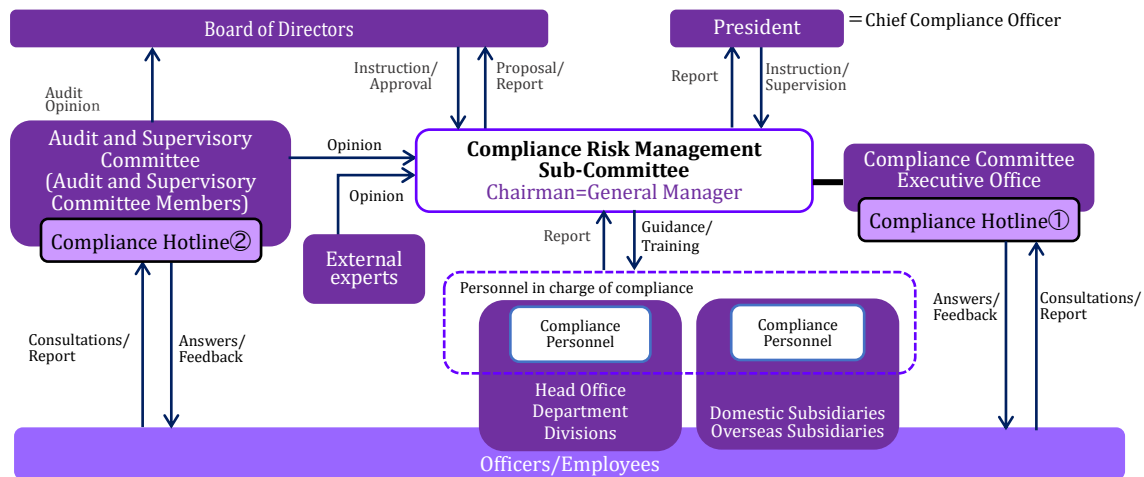 Board of Directors
President
= Chief Compliance Officer
Audit
Opinion
Instruction/
Approval
Proposal/
Report
Report
Instruction/
Supervision
Audit and Supervisory
Committee
(Audit and Supervisory
Committee Members)
Compliance Hotline②
Opinion
Opinion
External
experts
Compliance Risk Management
Sub-Committee
Chairman=General Manager
Compliance Committee
Executive Office
Compliance Hotline①
Report
Guidance/
Training
Personnel in charge of compliance
Compliance
Personnel
Compliance
Personnel
Head Office
Department
Divisions
Domestic Subsidiaries
Overseas Subsidiaries
Consultations/
Report
Answers/
Feedback
Answers/
Feedback
Consultations/
Report
Officers/Employees